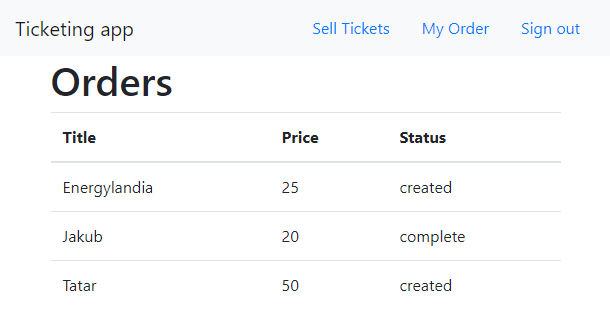 Ticketing app Sell Tickets My Order Sign out
Orders
Title Price Status
Energylandia 25 created
Jakub 20 complete
Tatar 50 created